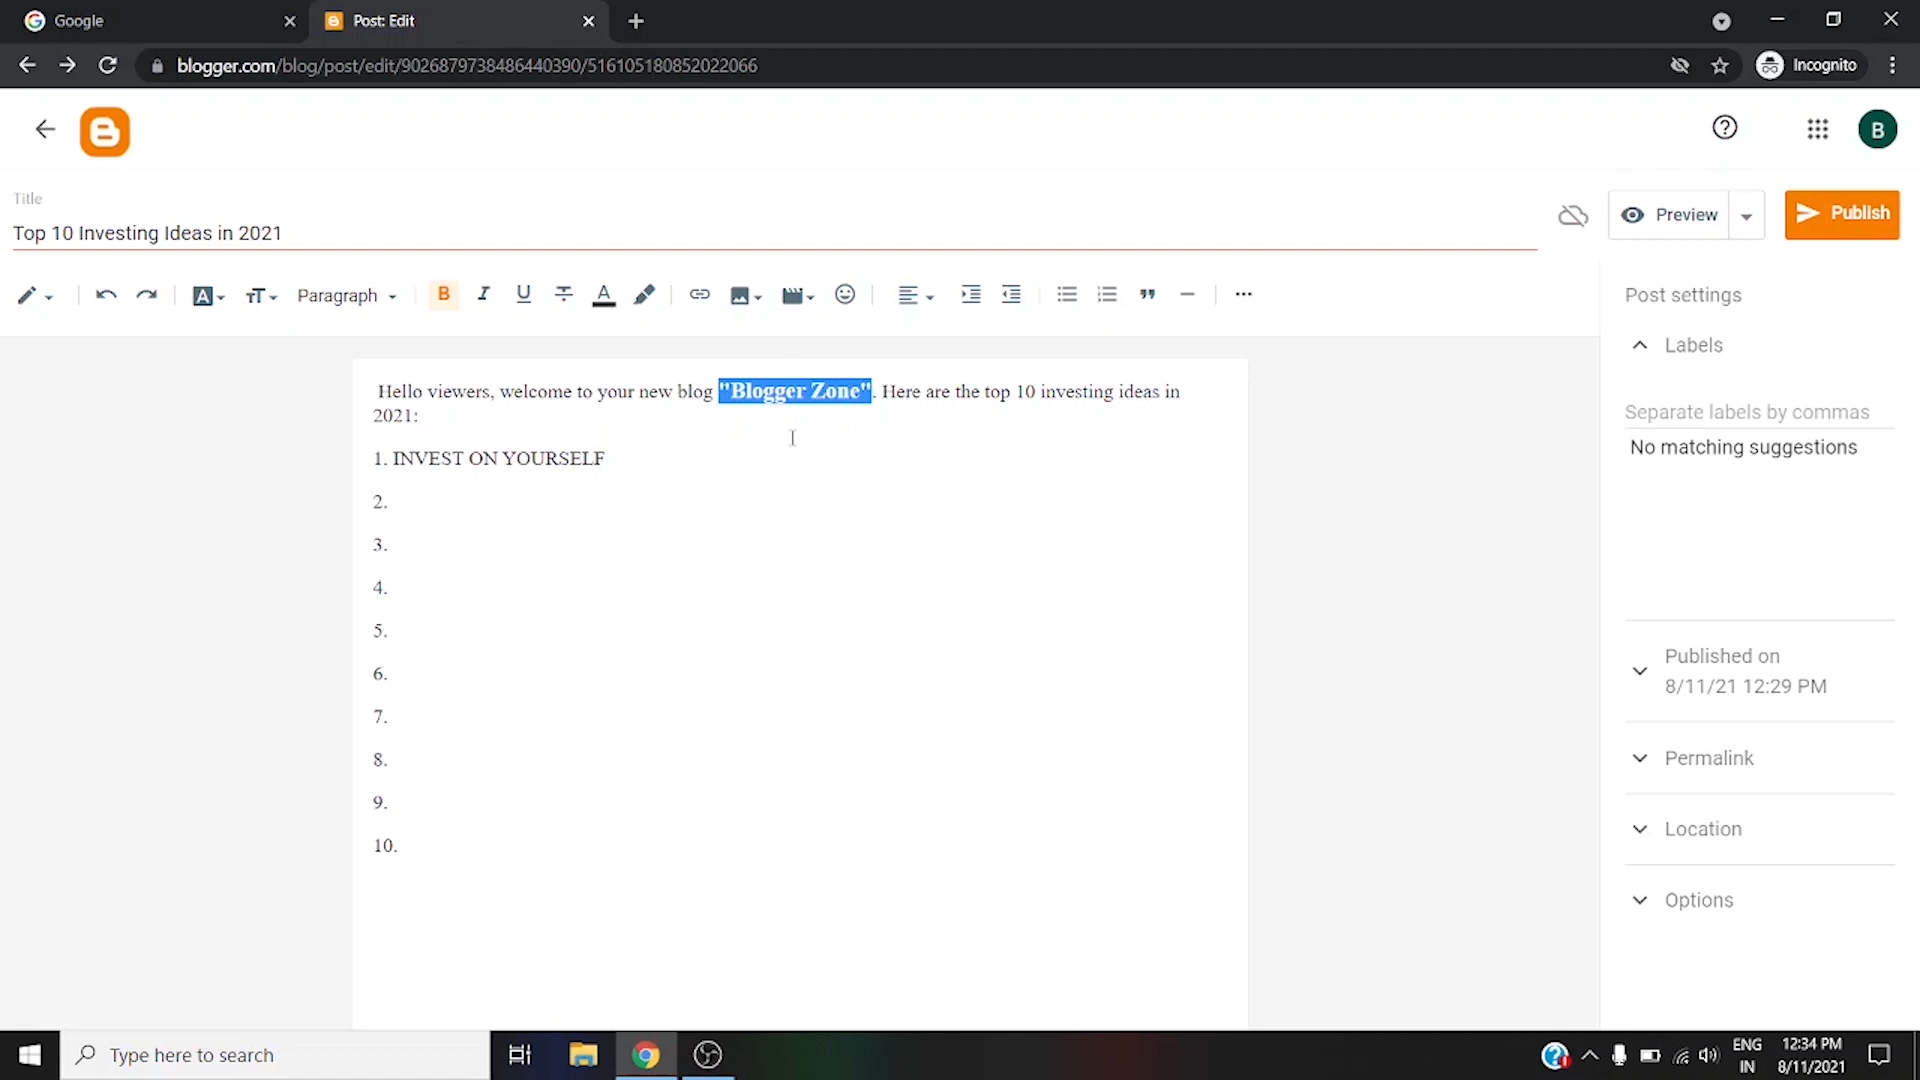 Google
Post: Edit
blogger.com/blog/post/edit/9026879738486440390/516105180852022066
Incognito
B
Title
Top 10 Investing Ideas in 2021
Preview
Publish
Paragraph
B
I
U
A
Post settings
Labels
Separate labels by commas
No matching suggestions
Published on
8/11/21 12:29 PM
Permalink
Location
Options
Hello viewers, welcome to your new blog "Blogger Zone". Here are the top 10 investing ideas in
2021:
1. INVEST ON YOURSELF
2.
3.
4.
5.
6.
7.
8.
9.
10.
Type here to search
ENG
IN
12:34 PM
8/11/2021